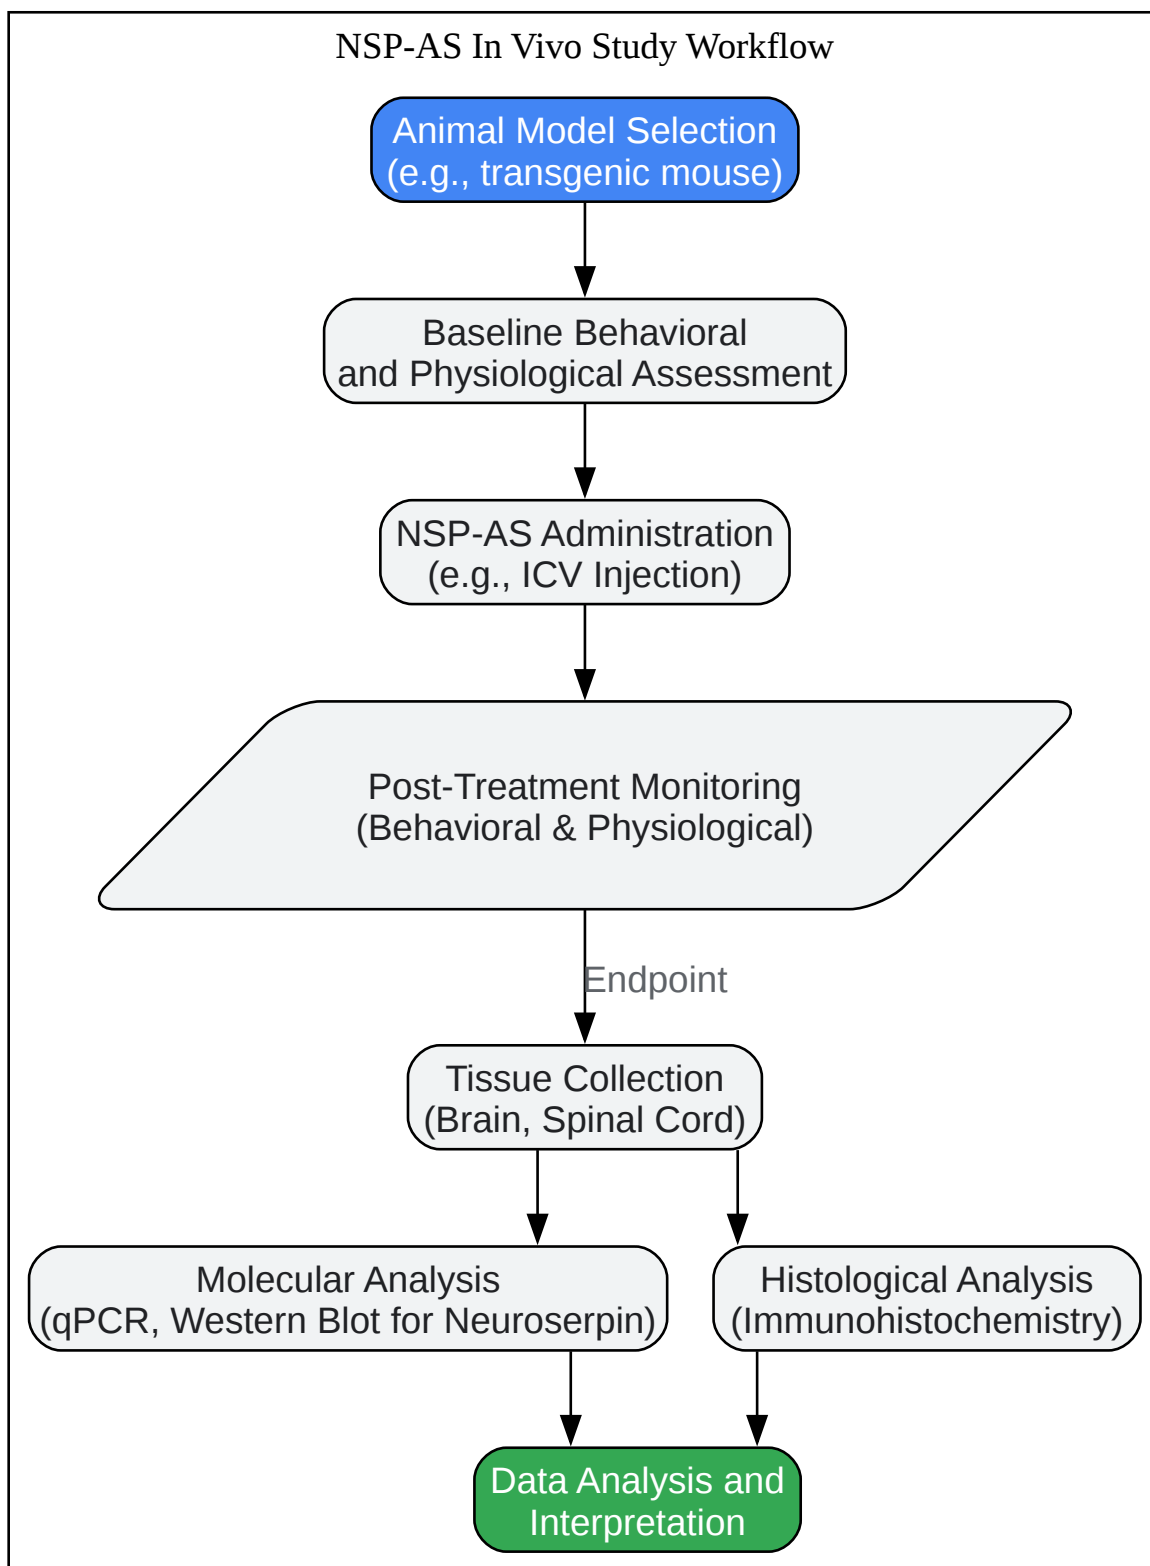 NSP-AS In Vivo Study Workflow
Animal Model Selection
(e.g., transgenic mouse)
Baseline Behavioral
and Physiological Assessment
NSP-AS Administration
(e.g., ICV Injection)
Post-Treatment Monitoring
(Behavioral & Physiological)
Endpoint
Tissue Collection
(Brain, Spinal Cord)
Molecular Analysis
(qPCR, Western Blot for Neuroserpin)
Histological Analysis
(Immunohistochemistry)
Data Analysis and
Interpretation